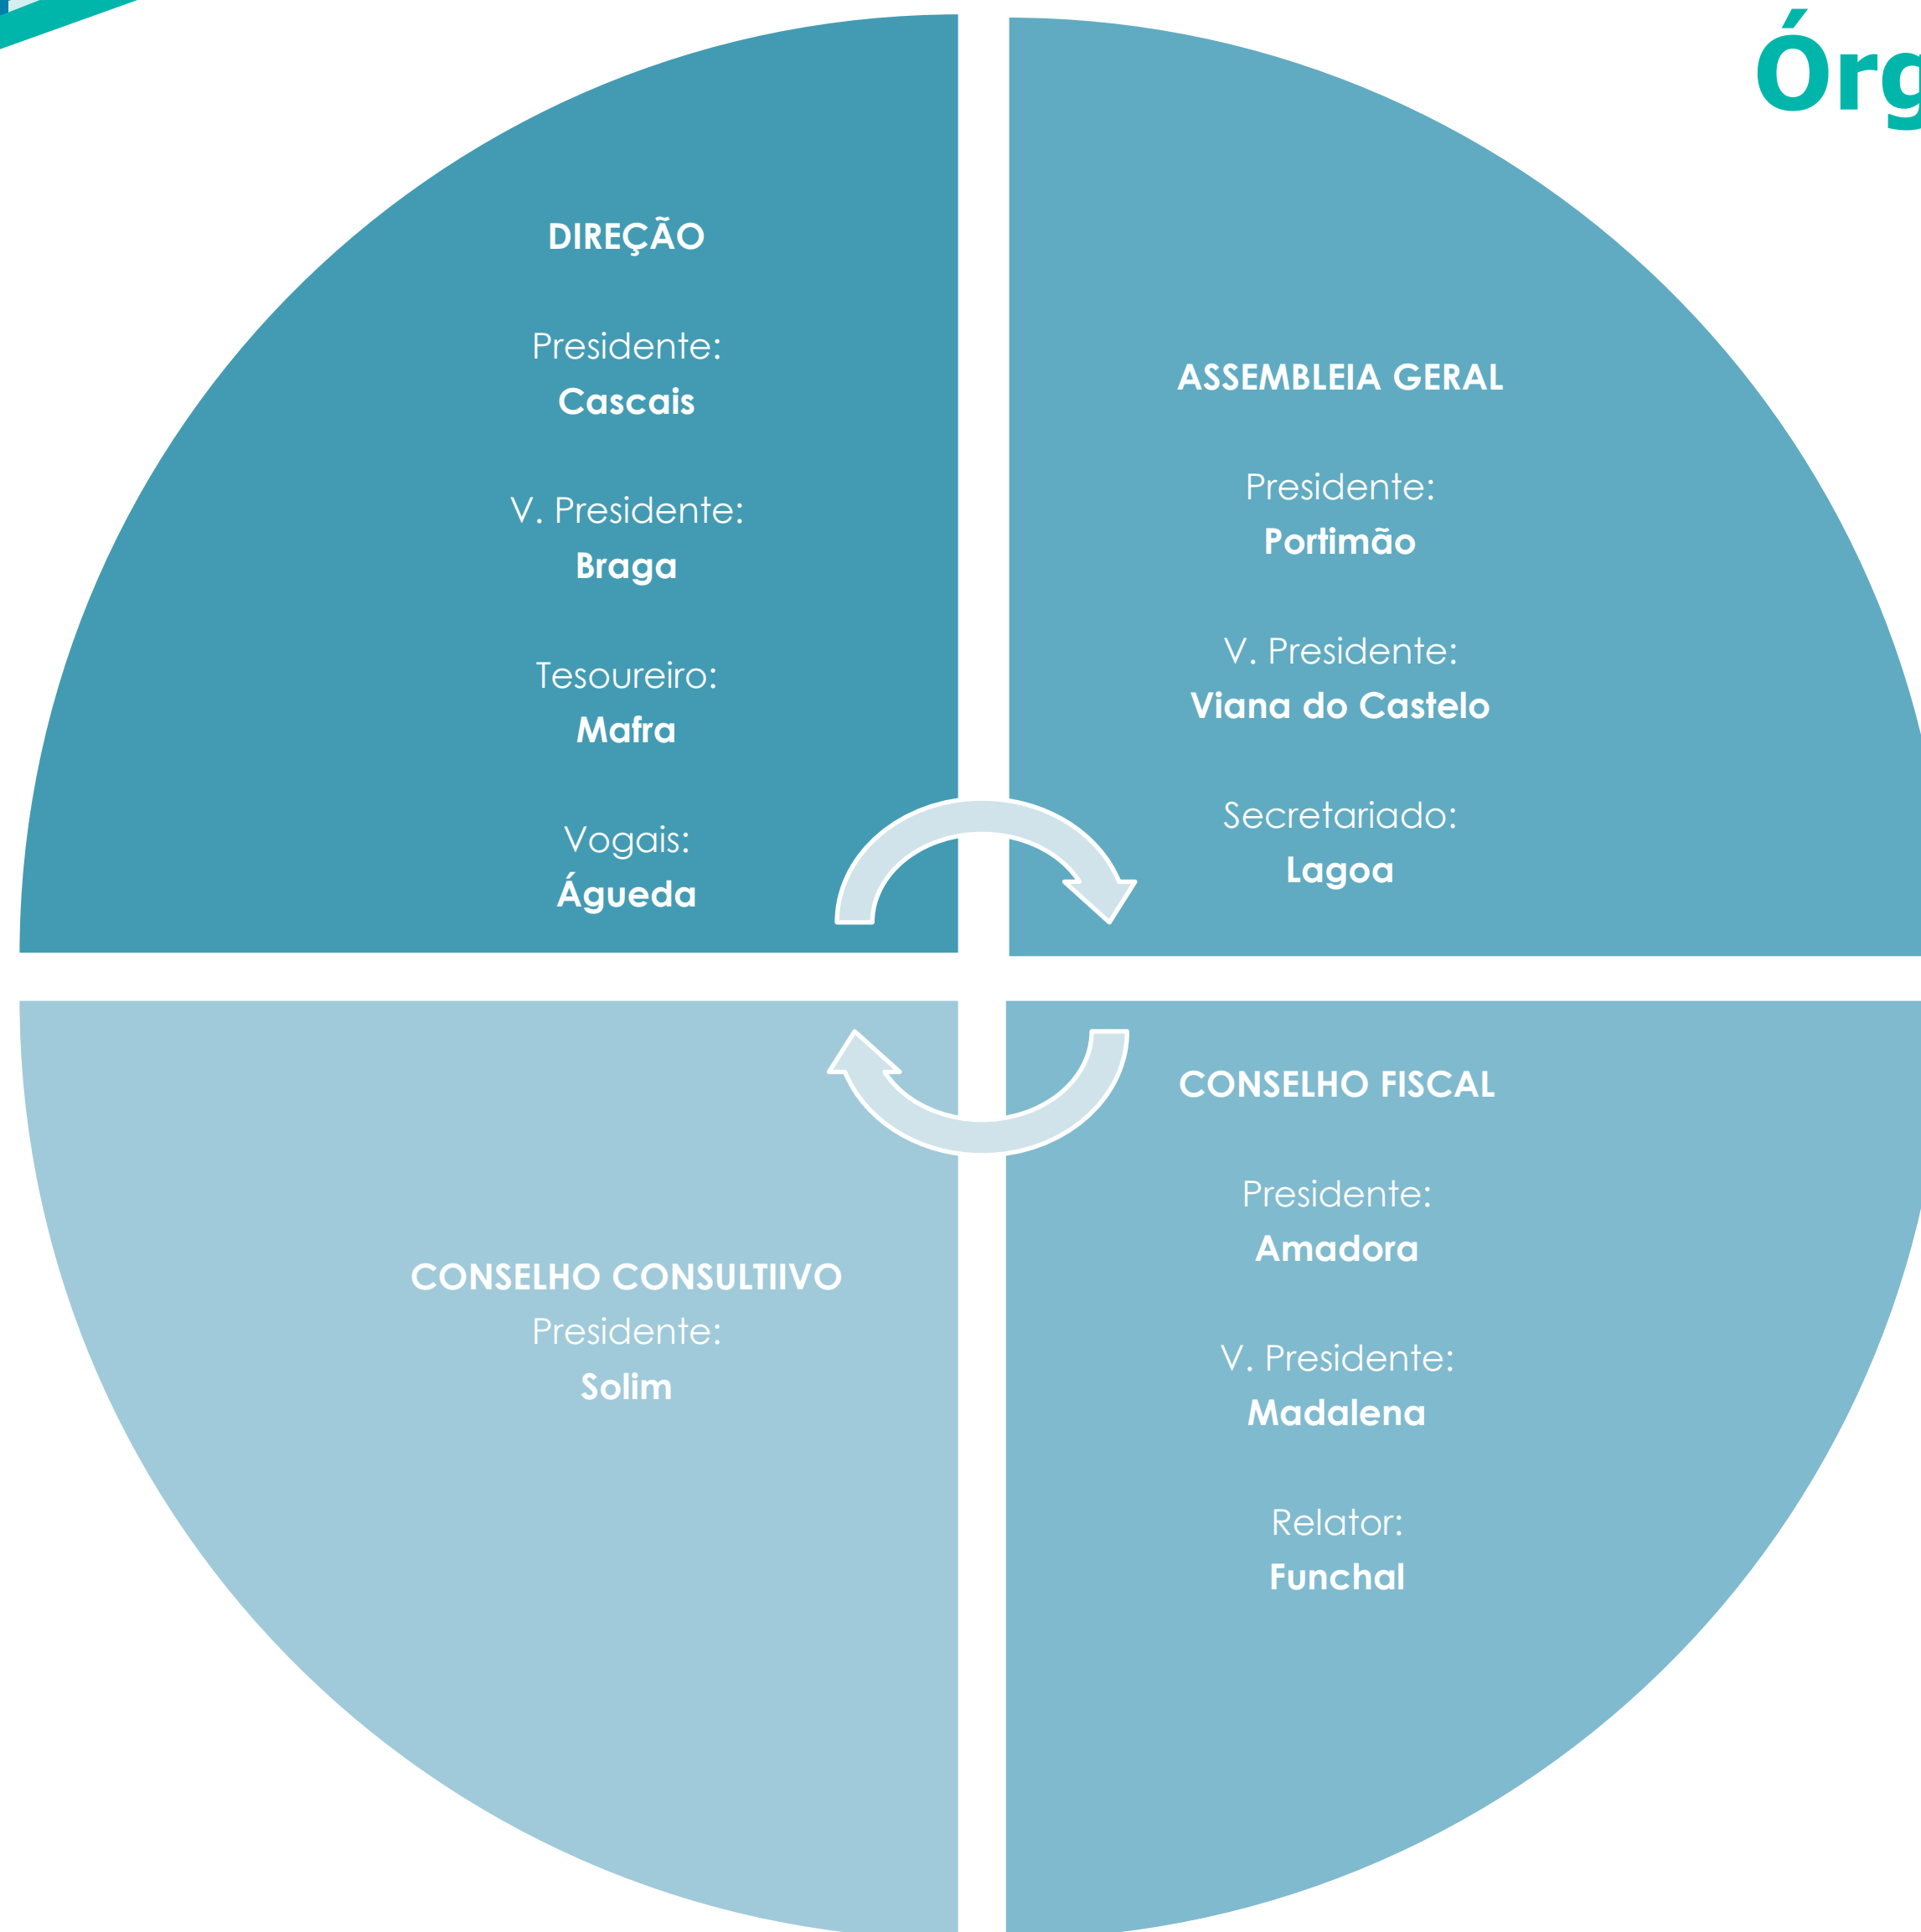 Órg
DIREÇÃO
Presidente:
Cascais
V. Presidente:
Braga
Tesoureiro:
Mafra
Vogais:
Águeda
ASSEMBLEIA GERAL
Presidente:
Portimão
V. Presidente:
Viana do Castelo
Secretariado:
Lagoa
CONSELHO CONSULTIIVO
Presidente:
Solim
CONSELHO FISCAL
Presidente:
Amadora
V. Presidente:
Madalena
Relator:
Funchal